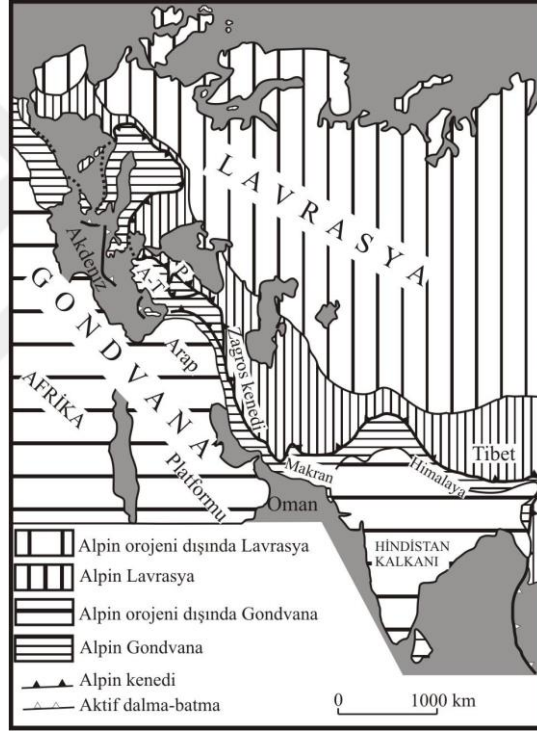 LAVRASYA
GONDVANA
Akdeniz
A-T
P
Zagros kenedi
Arap
Platformu
AFRİKA
Makran
Himalaya
Tibet
Oman
HİNDİSTAN
KALKANI
Alpin orojeni dışında Lavrasya
Alpin Lavrasya
Alpin orojeni dışında Gondvana
Alpin Gondvana
Alpin kenedi
Aktif dalma-batma
0 1000 km